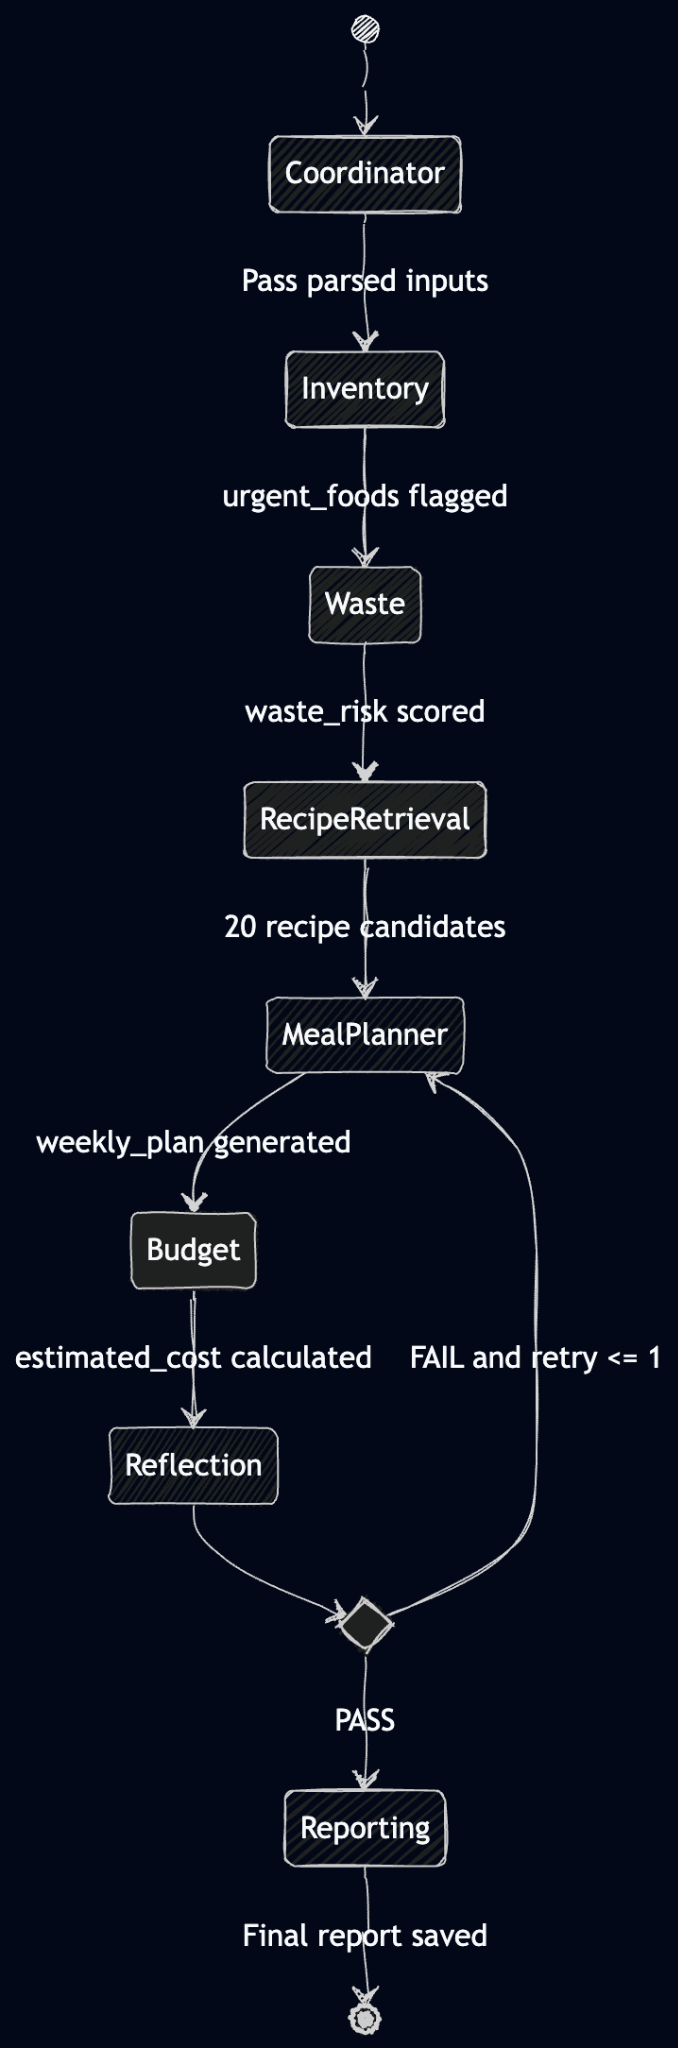 Coordinator
Pass parsed inputs
Inventory
urgent_foods flagged
Waste
waste_risk scored
RecipeRetrieval
20 recipe candidates
MealPlanner
weekly_plan generated
Budget
estimated_cost calculated
FAIL and retry <= 1
Reflection
PASS
Reporting
Final report saved